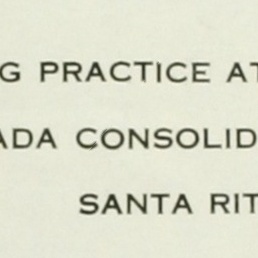 G PRACTICE AT
ADA CONSOLID
SANTA RIT